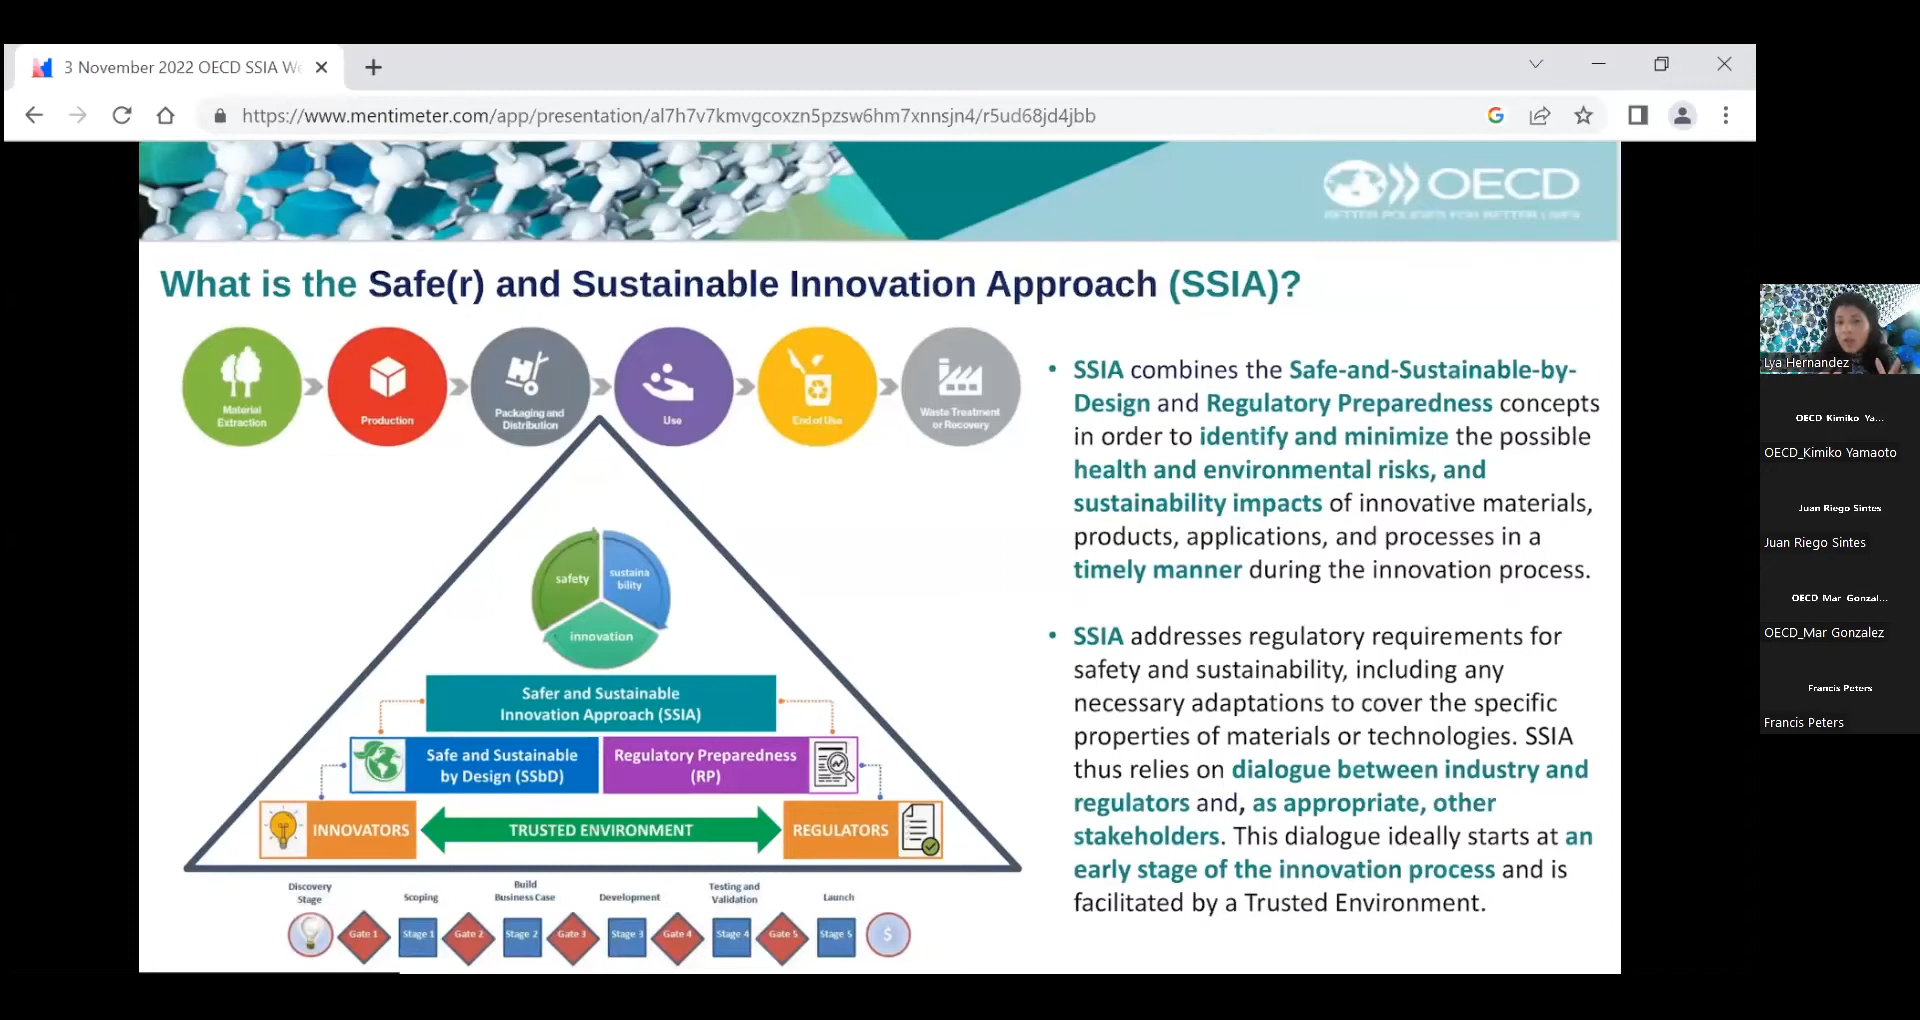 3 November 2022 OECD SSIA We
https://www.mentimeter.com/app/presentation/al7h7v7kmvgcoxzn5pzsw6hm7xnnsjn4/r5ud68jd4jbb
OECD
BETTER POLICIES FOR BETTER LIVES
What is the Safe(r) and Sustainable Innovation Approach (SSIA)?
Material
Extraction
Production
Packaging and
Distribution
Use
End of Use
Waste Treatment
or Recovery
safety
sustaina
bility
innovation
Safer and Sustainable
Innovation Approach (SSIA)
Safe and Sustainable
by Design (SSbD)
Regulatory Preparedness
(RP)
INNOVATORS
TRUSTED ENVIRONMENT
REGULATORS
Discovery
Stage
Scoping
Build
Business Case
Development
Testing and
Validation
Launch
Gate 1
Stage 1
Gate 2
Stage 2
Gate 3
Stage 3
Gate 4
Stage 4
Gate 5
Stage 5
$
• SSIA combines the Safe-and-Sustainable-by-
Design and Regulatory Preparedness concepts
in order to identify and minimize the possible
health and environmental risks, and
sustainability impacts of innovative materials,
products, applications, and processes in a
timely manner during the innovation process.
• SSIA addresses regulatory requirements for
safety and sustainability, including any
necessary adaptations to cover the specific
properties of materials or technologies. SSIA
thus relies on dialogue between industry and
regulators and, as appropriate, other
stakeholders. This dialogue ideally starts at an
early stage of the innovation process and is
facilitated by a Trusted Environment.
Lya Hernandez
OECD_Kimiko Ya...
OECD_Kimiko Yamaoto
Juan Riego Sintes
Juan Riego Sintes
OECD_Mar Gonzal...
OECD_Mar Gonzalez
Francis Peters
Francis Peters